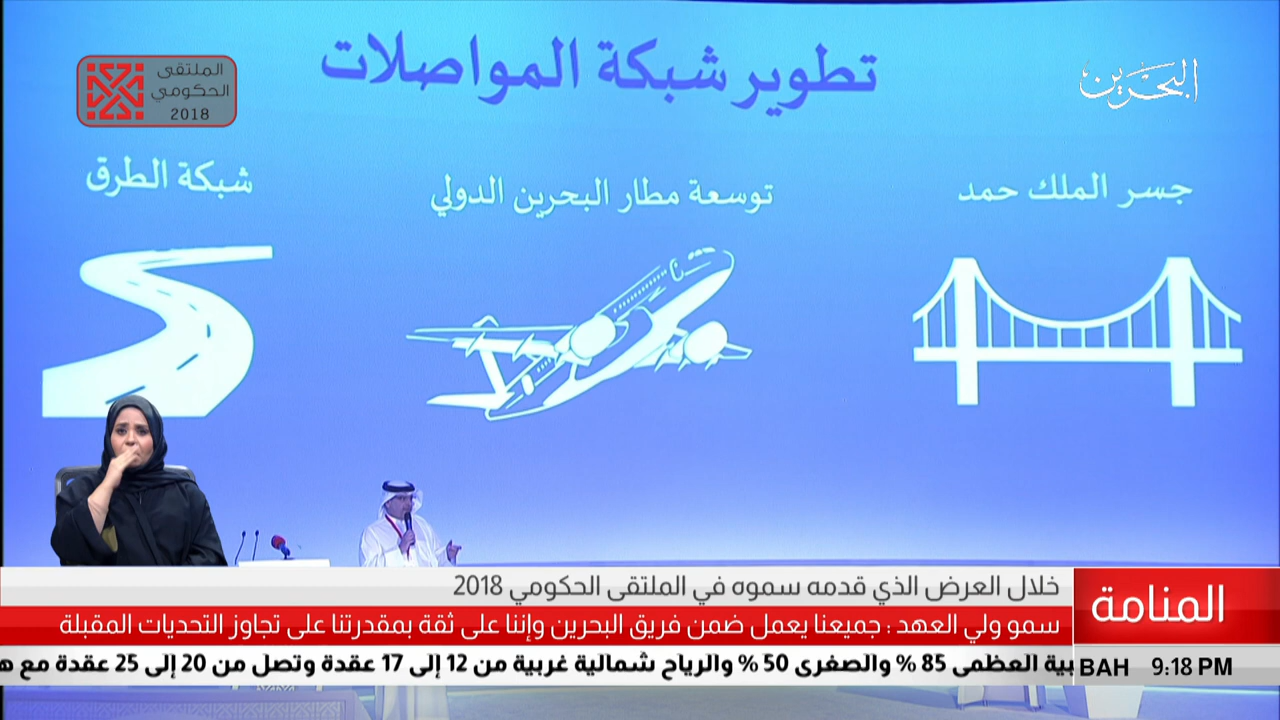 تطوير شبكة المواصلات
الملتقى
الحكومي
2018
البحرين
جسر الملك حمد
توسعة مطار البحرين الدولي
شبكة الطرق
خلال العرض الذي قدمه سموه في الملتقى الحكومي 2018
المنامة
سمو ولي العهد : جميعنا يعمل ضمن فريق البحرين وإننا على ثقة بمقدرتنا على تجاوز التحديات المقبلة
BAH 9:18 PM
العظمى 85 % والصغرى 50 % والرياح شمالية غربية من 12 إلى 17 عقدة وتصل من 20 إلى 25 عقدة مع